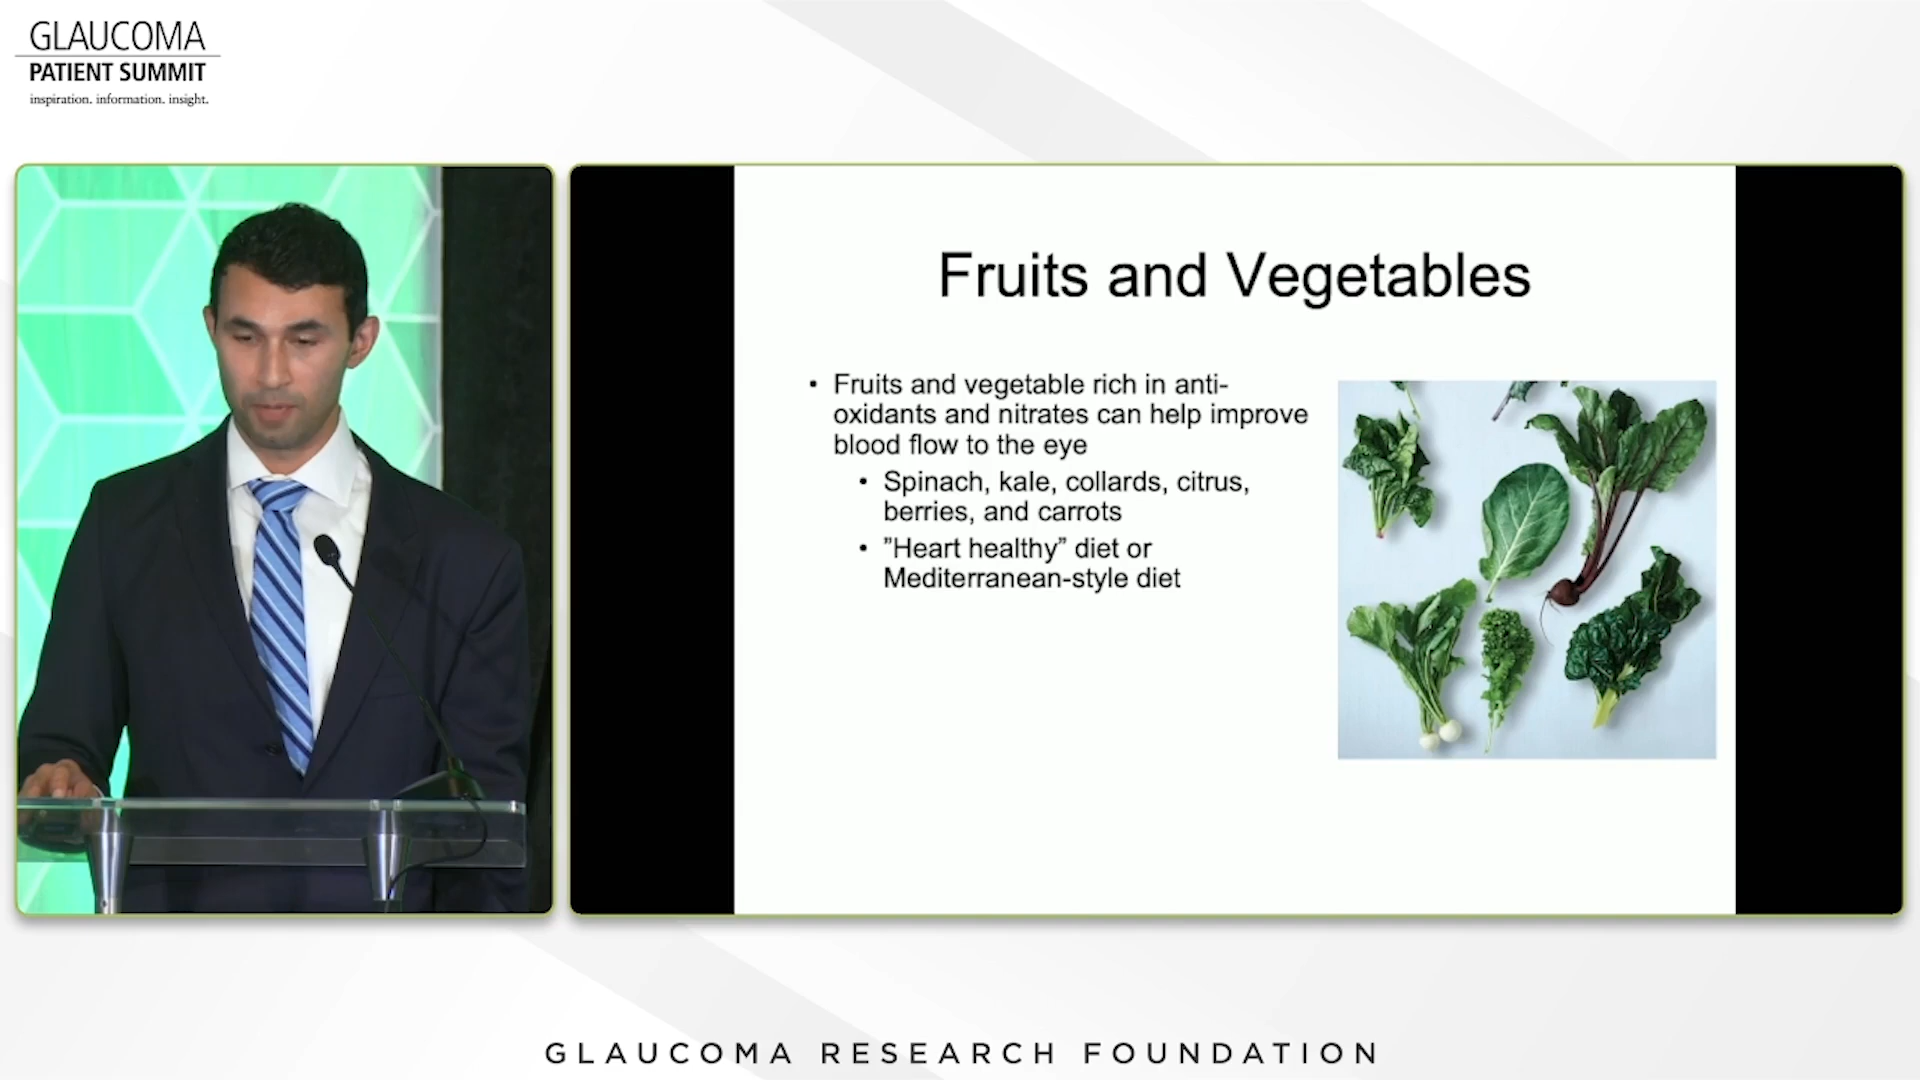 GLAUCOMA
PATIENT SUMMIT
inspiration. information. insight.
Fruits and Vegetables
• Fruits and vegetable rich in anti-
oxidants and nitrates can help improve
blood flow to the eye
• Spinach, kale, collards, citrus,
berries, and carrots
• ”Heart healthy” diet or
Mediterranean-style diet
GLAUCOMA RESEARCH FOUNDATION